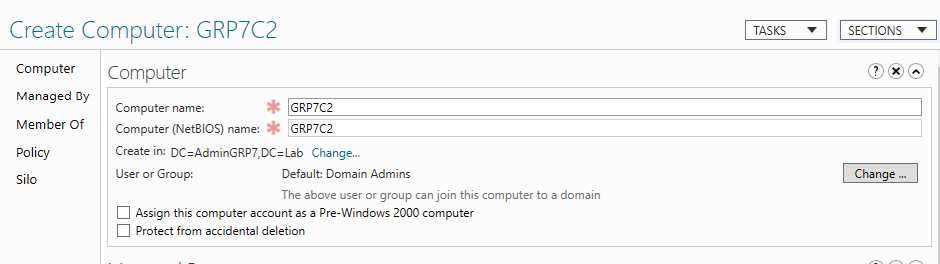 Create Computer: GRP7C2
TASKS
SECTIONS
Computer
Managed By
Member Of
Policy
Silo
Computer
Computer name: * GRP7C2
Computer (NetBIOS) name: * GRP7C2
Create in: DC=AdminGRP7,DC=Lab Change...
User or Group: Default: Domain Admins
Change ...
The above user or group can join this computer to a domain
Assign this computer account as a Pre-Windows 2000 computer
Protect from accidental deletion